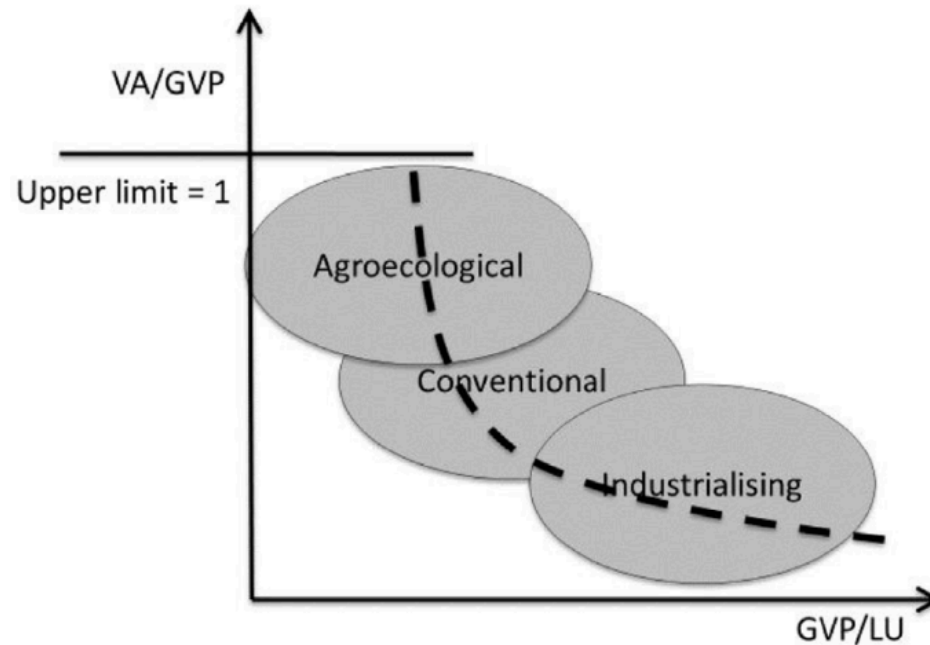 VA/GVP
Upper limit = 1
Agroecological
Conventional
Industrialising
GVP/LU